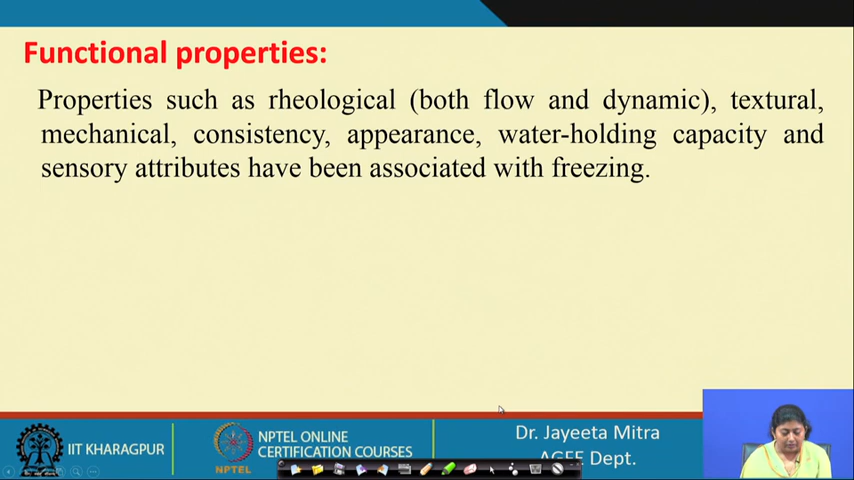 Functional properties:
Properties such as rheological (both flow and dynamic), textural,
mechanical, consistency, appearance, water-holding capacity and
sensory attributes have been associated with freezing.
IIT KHARAGPUR
NPTEL
NPTEL ONLINE
CERTIFICATION COURSES
Dr. Jayeeta Mitra
AGFE Dept.